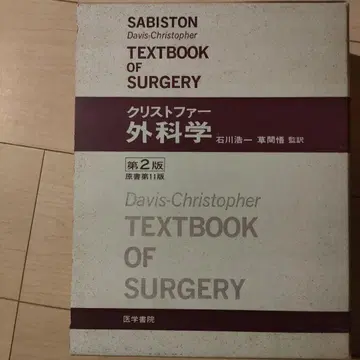 SABISTON
Davis-Christopher
TEXTBOOK
OF
SURGERY
クリストファー
外科学 石川浩一 草間悟 監訳
第2版
原書第11版
Davis-Christopher
TEXTBOOK
OF
SURGERY
医学書院